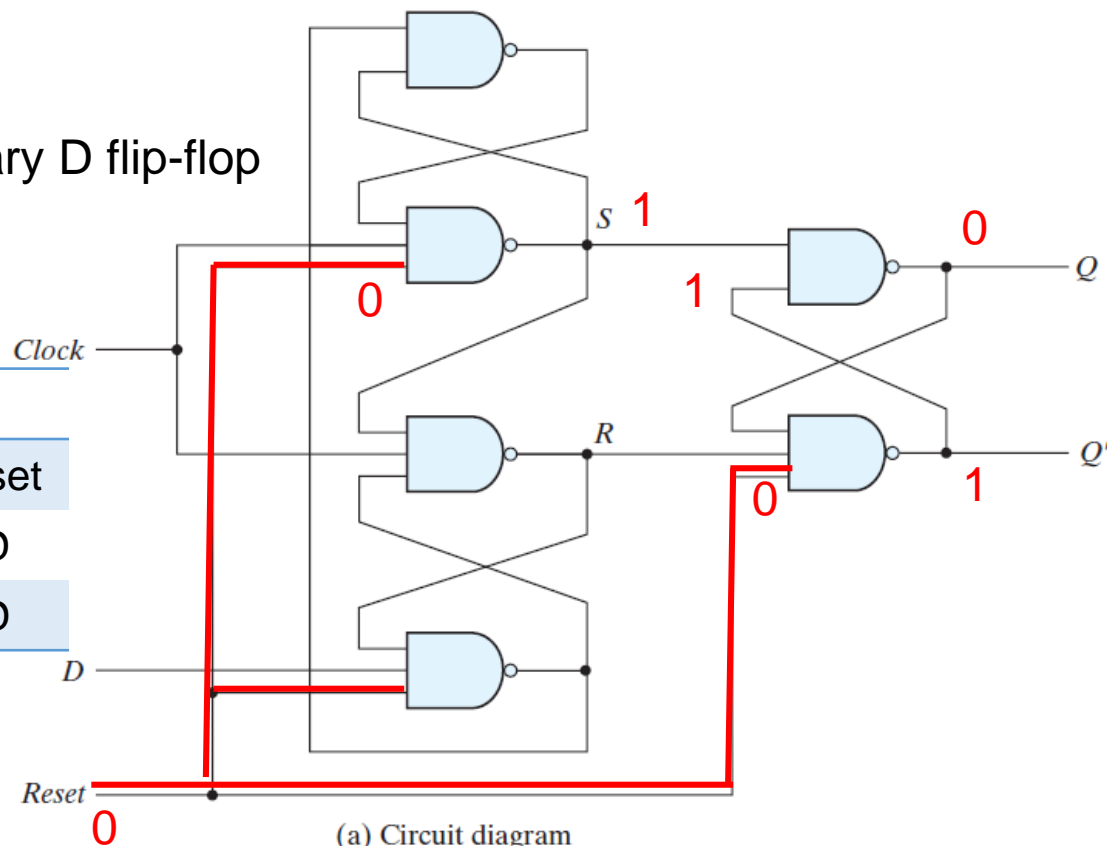 ary D flip-flop
S 1
0
1
Q
0
Clock
R
Q'
set
0
1
D
D
D
Reset
0
(a) Circuit diagram